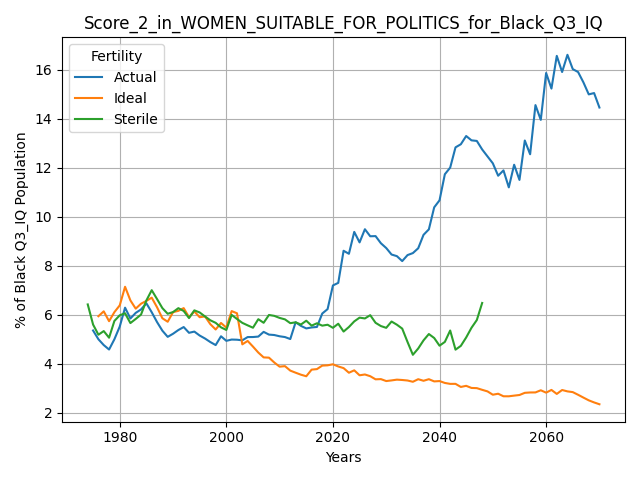 Score_2_in_WOMEN_SUITABLE_FOR_POLITICS_for_Black_Q3_IQ
Fertility
Actual
Ideal
Sterile
% of Black Q3_IQ Population
16
14
12
10
8
6
4
2
1980 2000 2020 2040 2060
Years